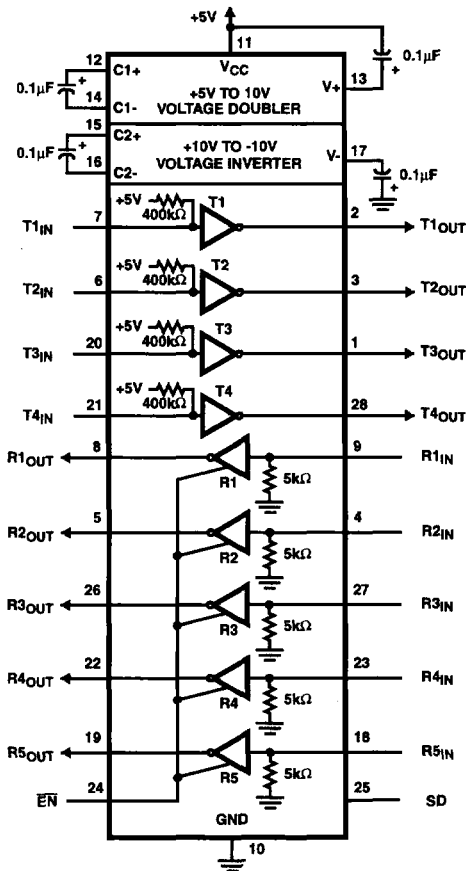 +5V
11
12
C1+
VCC
0.1µF
+
0.1µF
+
13
V+
14
C1-
+5V TO 10V
VOLTAGE DOUBLER
15
C2+
+10V TO -10V
VOLTAGE INVERTER
0.1µF
+
16
C2-
17
V-
0.1µF
+
+5V
400kΩ
T1
T1IN
7
2
T1OUT
+5V
400kΩ
T2
T2IN
6
3
T2OUT
+5V
400kΩ
T3
T3IN
20
1
T3OUT
+5V
400kΩ
T4
T4IN
21
28
T4OUT
R1OUT
8
9
R1IN
R1
5kΩ
R2OUT
5
4
R2IN
R2
5kΩ
R3OUT
26
27
R3IN
R3
5kΩ
R4OUT
22
23
R4IN
R4
5kΩ
R5OUT
19
18
R5IN
R5
5kΩ
EN
24
25
SD
GND
10